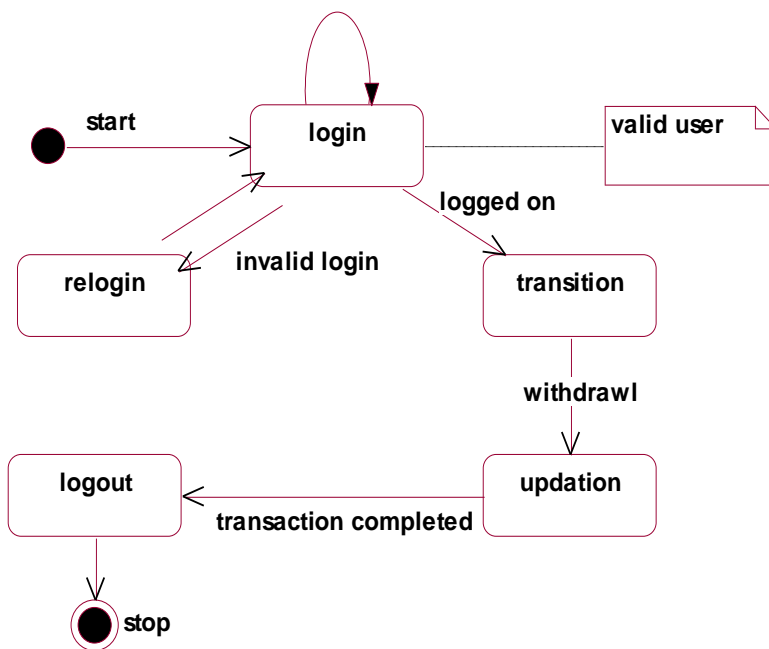 start
login
valid user
logged on
relogin
invalid login
transition
withdrawl
logout
updation
transaction completed
stop